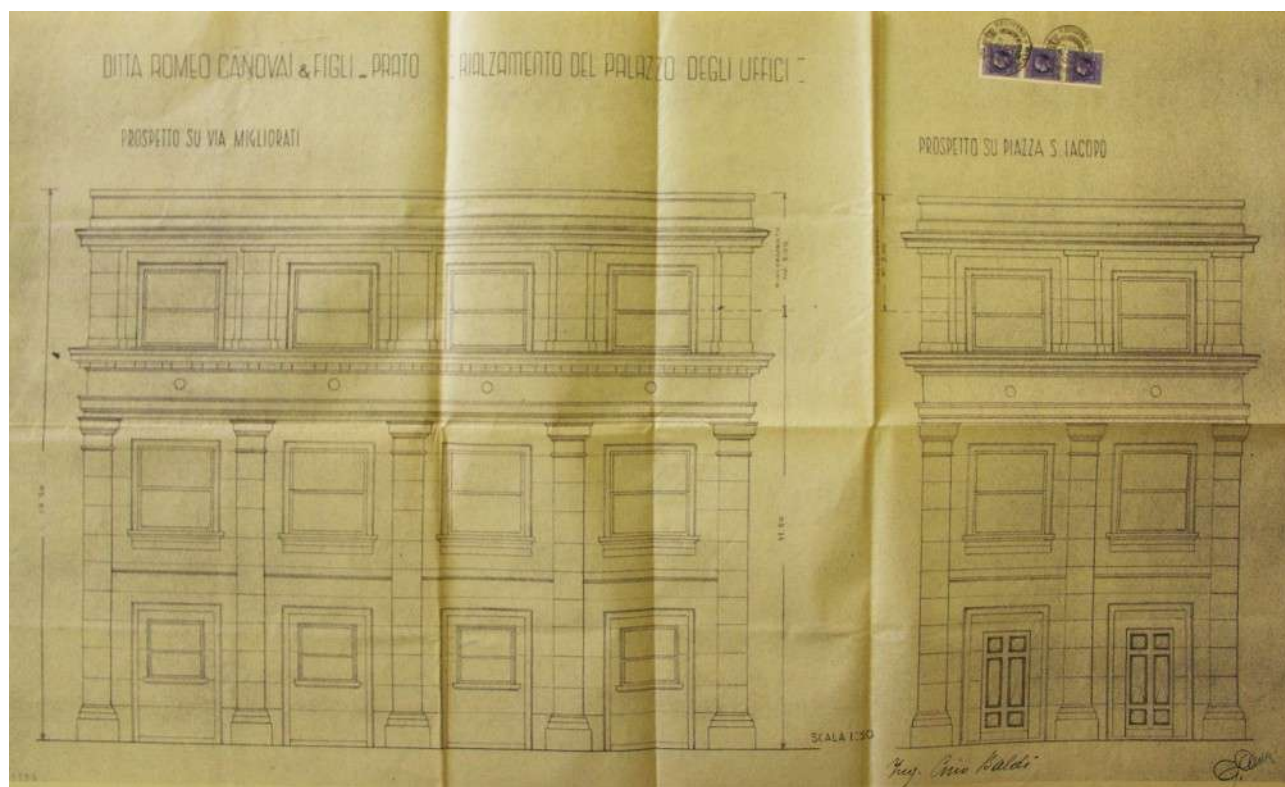 DITTA ROMEO CANOVAI & FIGLI - PRATO - RIALZAMENTO DEL PALAZZO DEGLI UFFICI -
PROSPETTO SU VIA MIGLIORATI
PROSPETTO SU PIAZZA S. IACOPO
SCALA 1:50
Ing. Baldi